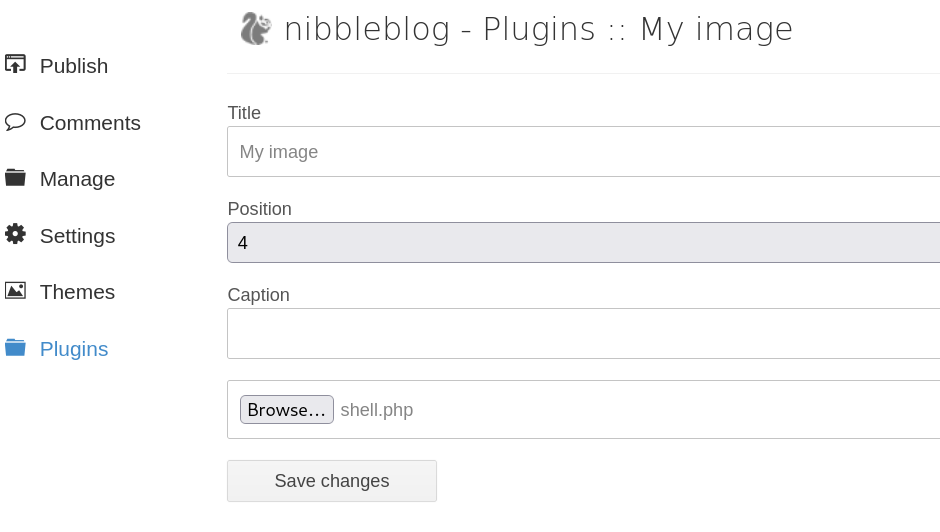 nibbleblog - Plugins :: My image
Publish
Comments
Manage
Settings
Themes
Plugins
Title
My image
Position
4
Caption
Browse... shell.php
Save changes